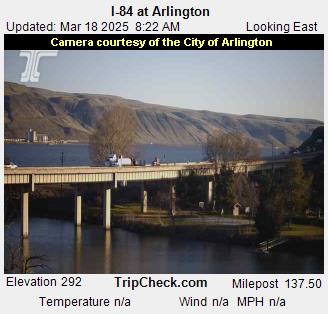 I-84 at Arlington
Updated: Mar 18 2025 8:22 AM Looking East
Camera courtesy of the City of Arlington
Elevation 292 TripCheck.com Milepost 137.50
Temperature n/a Wind n/a MPH n/a